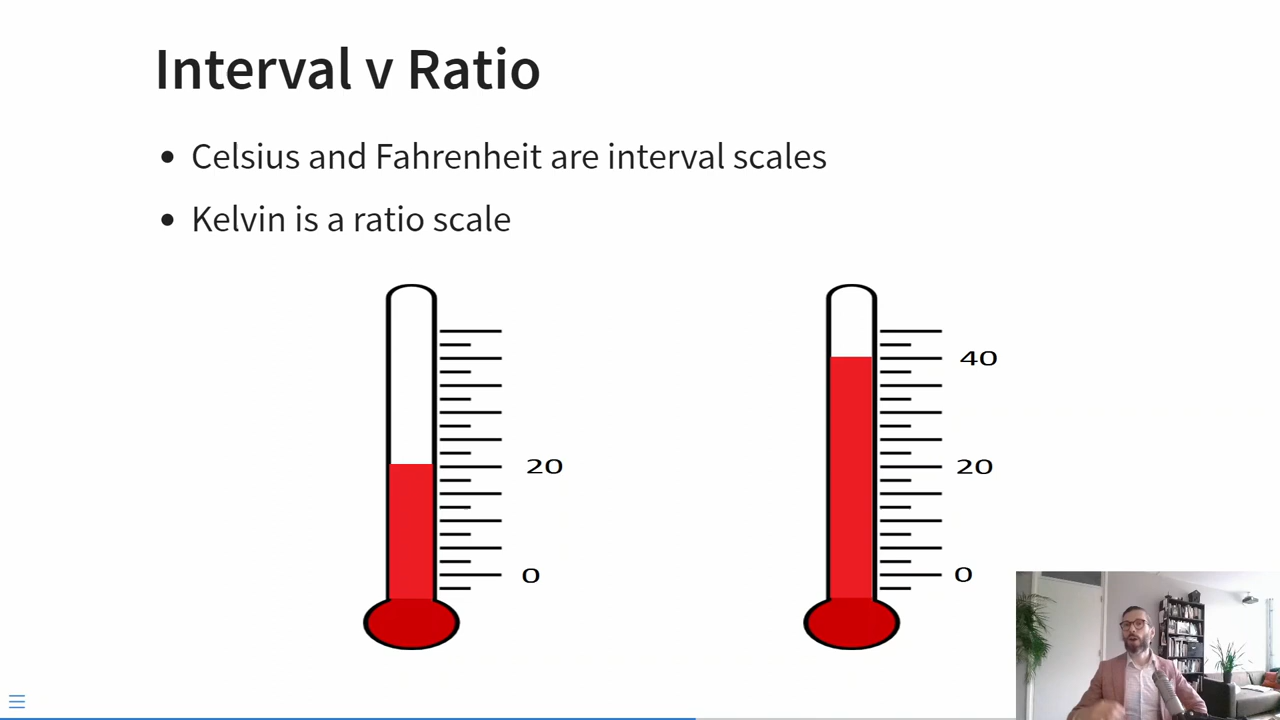 Interval v Ratio
• Celsius and Fahrenheit are interval scales
• Kelvin is a ratio scale
20
0
40
20
0